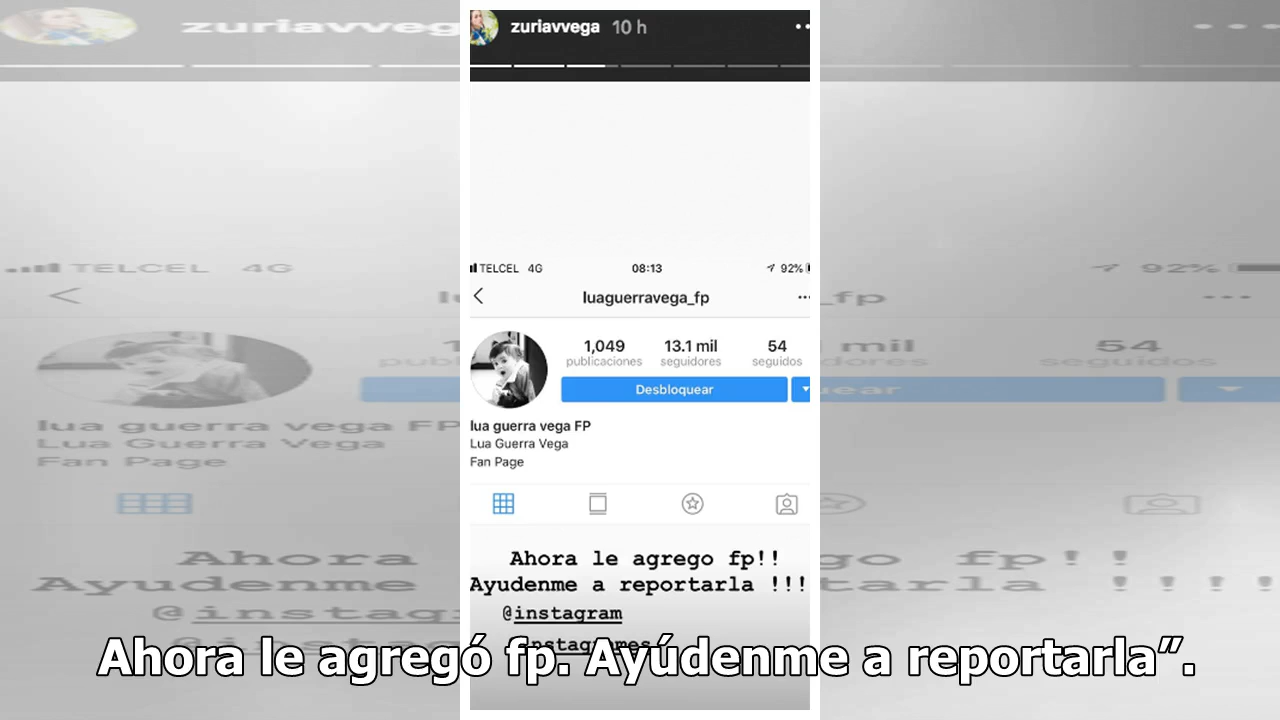 zuriavvega 10 h
TELCEL 4G 08:13 92%
luaguerravega_fp
1,049 13.1 mil 54
publicaciones seguidores seguidos
Desbloquear
lua guerra vega FP
Lua Guerra Vega
Fan Page
Ahora le agrego fp!!
Ayudenme a reportarla !!!
@instagram
Ahora le agregó fp. Ayúdenme a reportarla”.